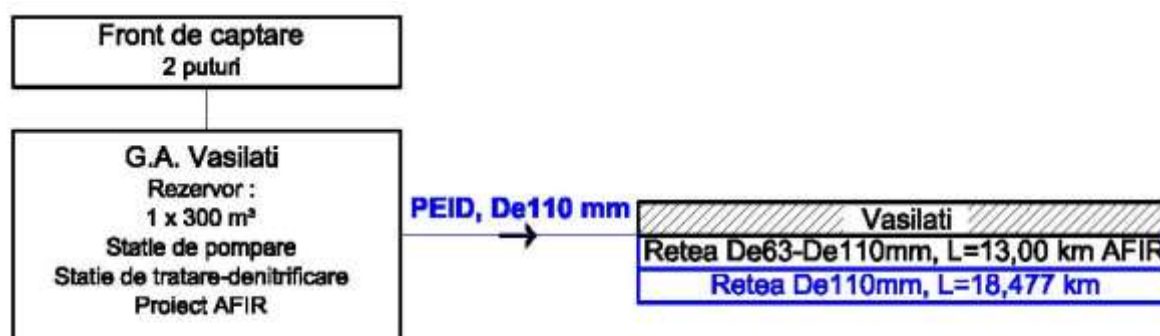 Front de captare
2 puturi
G.A. Vasilati
Rezervor :
1 x 300 m³
Statie de pompare
Statie de tratare-denitrificare
Proiect AFIR
PEID, De110 mm
Vasilati
Retea De63-De110mm, L=13,00 km AFIR
Retea De110mm, L=18,477 km